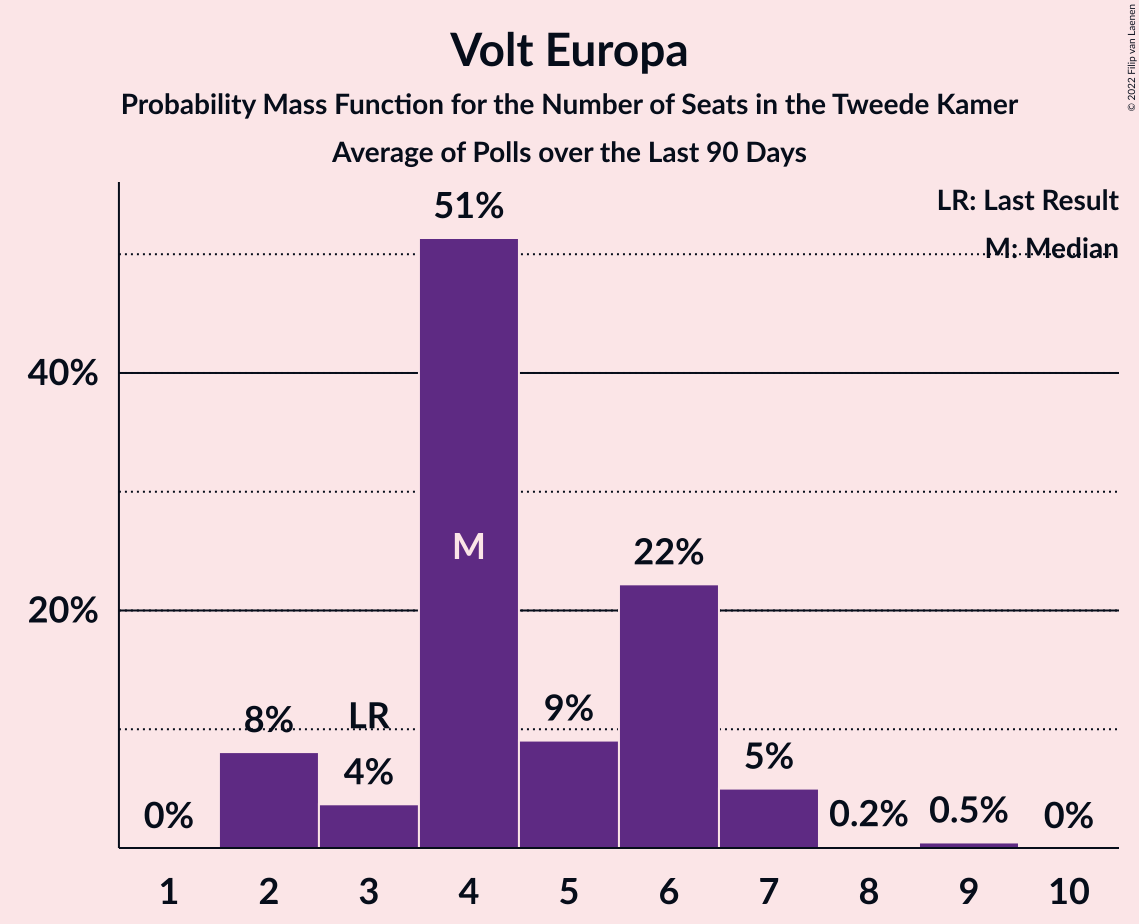 Volt Europa
Probability Mass Function for the Number of Seats in the Tweede Kamer
Average of Polls over the Last 90 Days
© 2022 Filip van Laenen
LR: Last Result
M: Median
51%
40%
M
22%
20%
8%
LR
9%
4%
5%
0%
0.2%
0.5%
0%
1 2 3 4 5 6 7 8 9 10